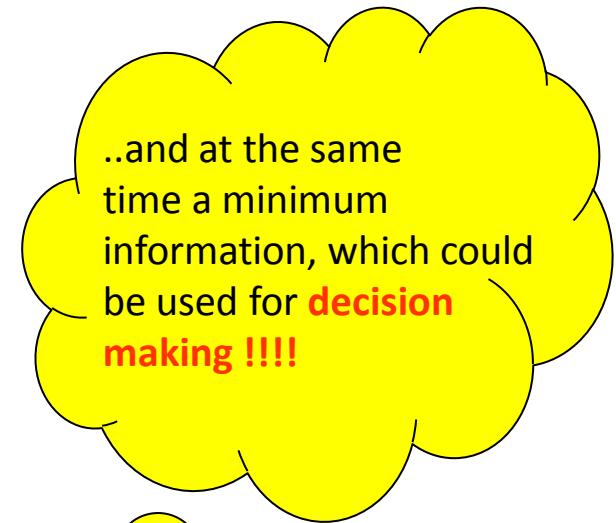 ..and at the same
time a minimum
information, which could
be used for decision
making !!!!